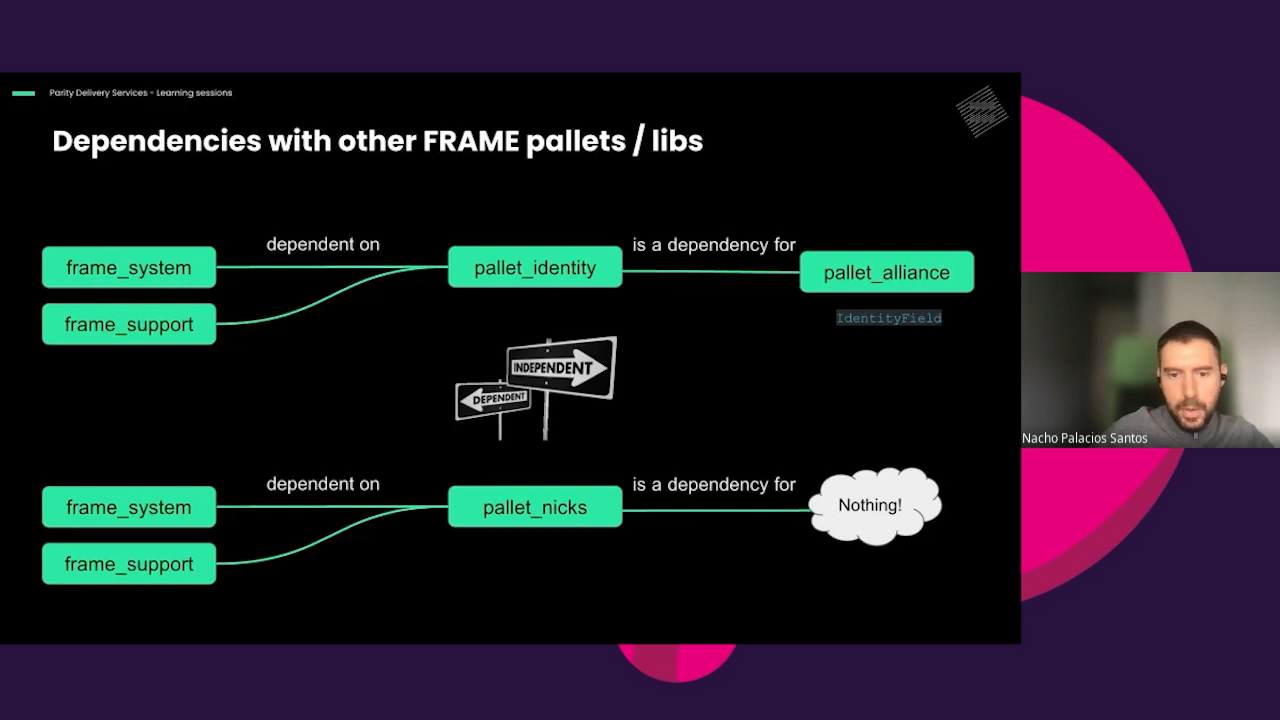 Parity Delivery Services - Learning sessions
Dependencies with other FRAME pallets / libs
dependent on
is a dependency for
frame_system
pallet_identity
pallet_alliance
frame_support
IdentityField
INDEPENDENT
DEPENDENT
Nacho Palacios Santos
dependent on
is a dependency for
frame_system
pallet_nicks
Nothing!
frame_support